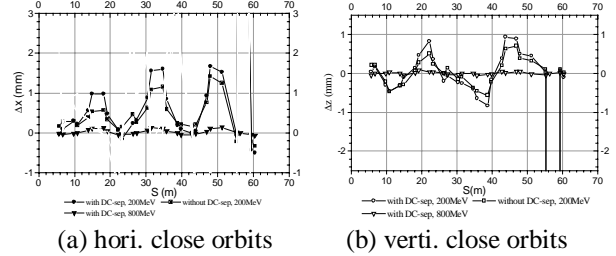 (a)
(b)
3
2
1
0
-1
Δx (mm)
0 10 20 30 40 50 60 70
S (m)
with DC-sep, 200MeV without DC-sep, 200MeV
with DC-sep, 800MeV
2
1
0
-1
-2
Δz (mm)
0 10 20 30 40 50 60 70
S(m)
with DC-sep, 200MeV without DC-sep, 200MeV
with DC-sep, 800MeV
(a) hori. close orbits
(b) verti. close orbits